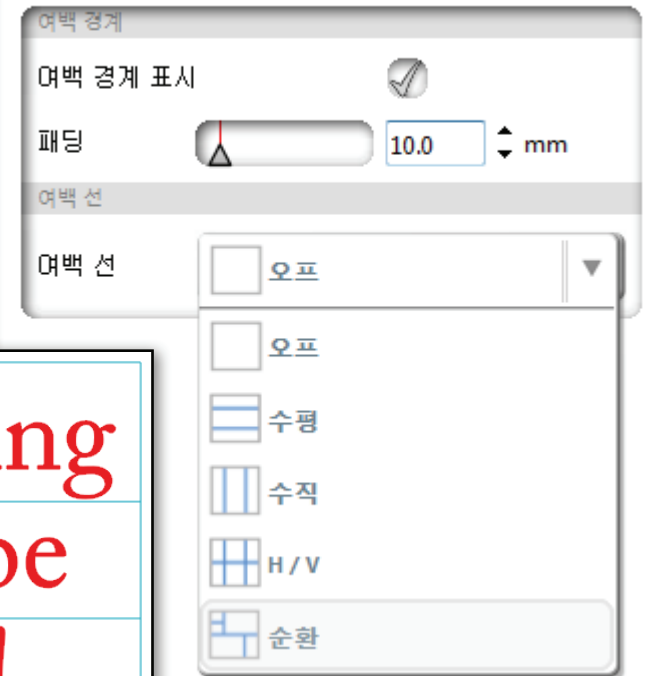 여백 경계
여백 경계 표시
패딩
10.0
mm
여백 선
여백 선
오프
오프
수평
수직
H / V
순환
ing
be